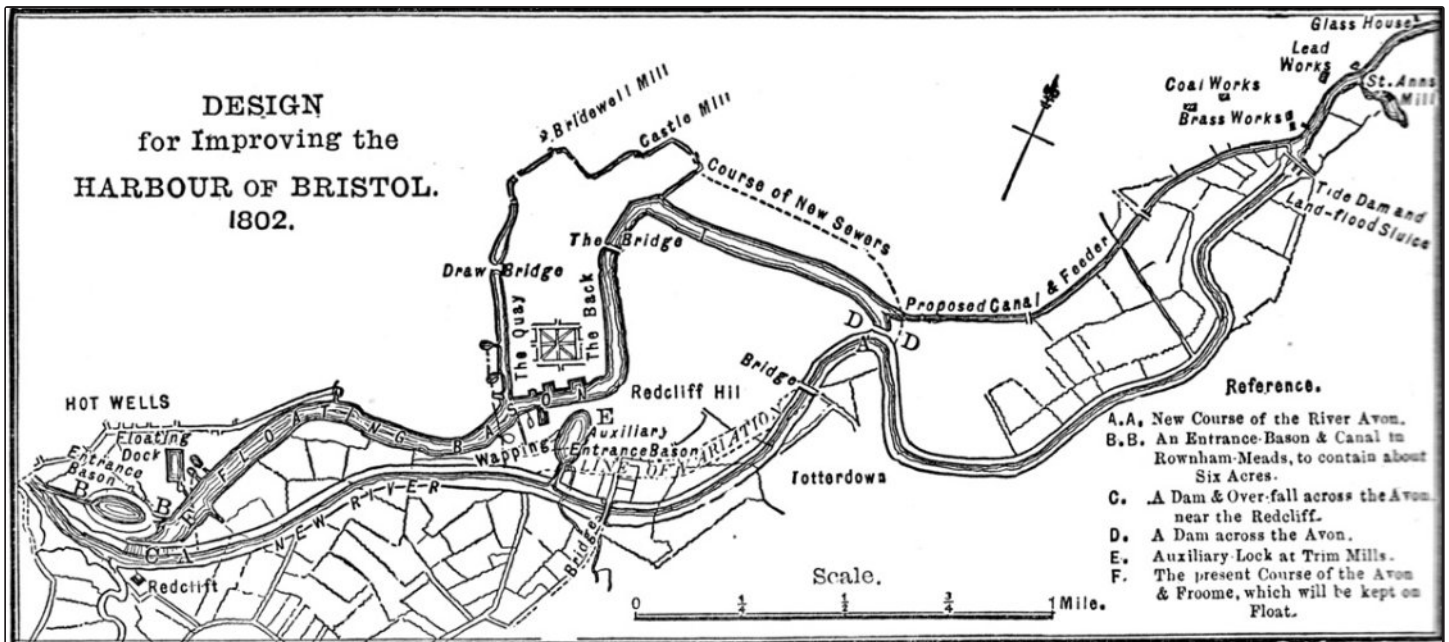 DESIGN
for Improving the
HARBOUR OF BRISTOL.
1802.
Bridewell Mill
Castle Mill
Course of New Sewers
Glass House
Lead
Works
St. Anns
Mill
Coal Works
Brass Works
Tide Dam and
Land-flood Sluice
Proposed Canal & Feeder
The Bridge
Draw Bridge
The Quay
The Back
D
D
A
Bridge
Redcliff Hil
HOT WELLS
Floating
Dock
Entrance
Bason
B
B
F
FLOATING BASON
Wapping
E
Auxiliary
Entrance Bason
LINE OF VARIATION
Totterdown
NEW RIVER
C A
Bridge
Redclift
Reference.
A.A. New Course of the River Avon.
B.B. An Entrance-Bason & Canal in
Rownham-Meads, to contain about
Six Acres.
C. A Dam & Over-fall across the Avon
near the Redcliff.
D. A Dam across the Avon.
E. Auxiliary Lock at Trim Mills.
F. The present Course of the Avon
& Froome, which will be kept on
Float.
Scale.
0 1/4 1/2 3/4 1 Mile.